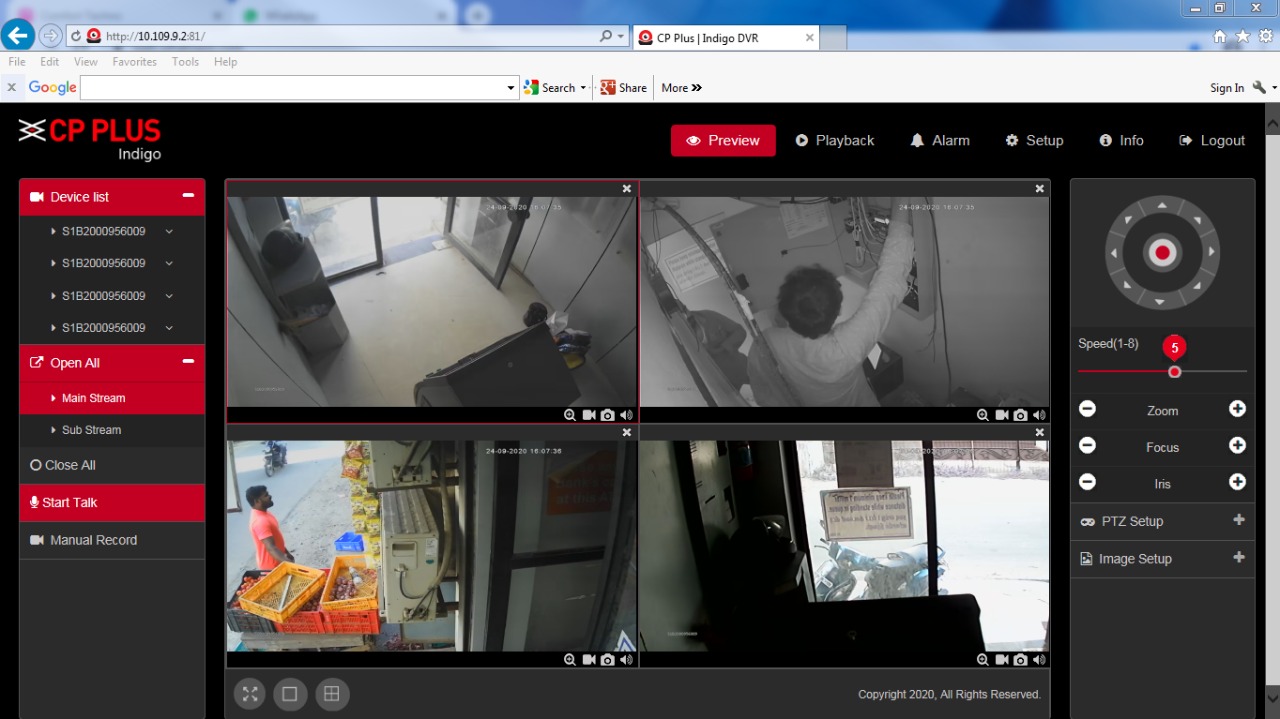 http://10.109.9.2:81/
CP Plus | Indigo DVR
File Edit View Favorites Tools Help
x Google
Search
Share
More »
Sign In
CP PLUS
Indigo
Preview
Playback
Alarm
Setup
Info
Logout
Device list
S1B2000956009
S1B2000956009
S1B2000956009
S1B2000956009
Open All
Main Stream
Sub Stream
Close All
Start Talk
Manual Record
24-09-2020 16:07:35
24-09-2020 16:07:35
24-09-2020 16:07:36
Speed(1-8)
5
Zoom
Focus
Iris
PTZ Setup
Image Setup
Copyright 2020, All Rights Reserved.